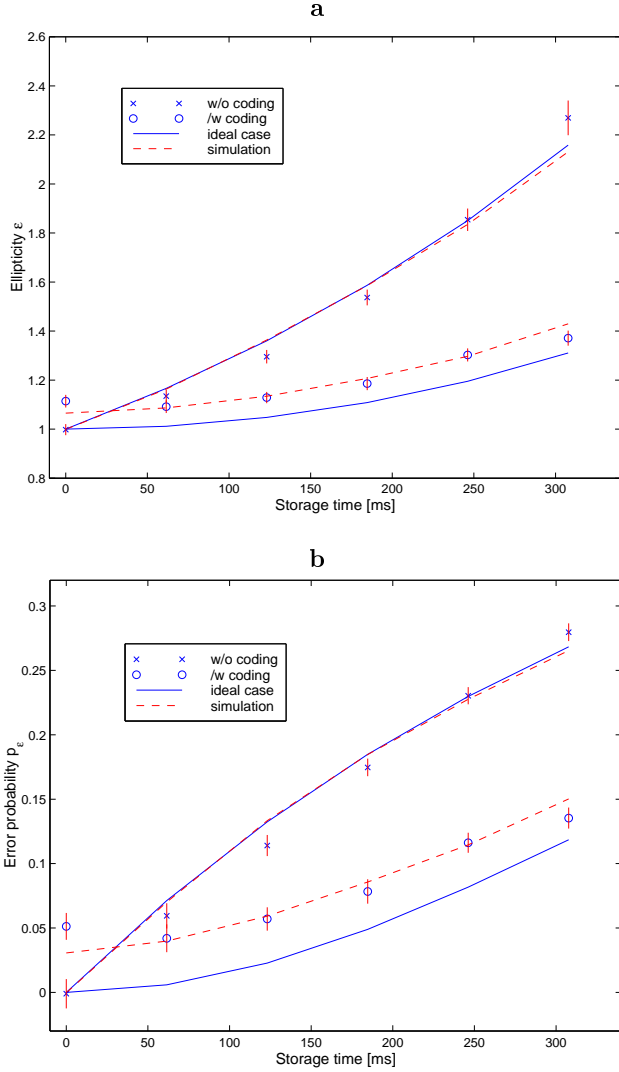 a
2.6
2.4
2.2
2
1.8
1.6
1.4
1.2
1
0.8
Ellipticity ε
w/o coding
/w coding
ideal case
simulation
0 50 100 150 200 250 300
Storage time [ms]
b
0.3
0.25
0.2
0.15
0.1
0.05
0
Error probability pε
w/o coding
/w coding
ideal case
simulation
0 50 100 150 200 250 300
Storage time [ms]